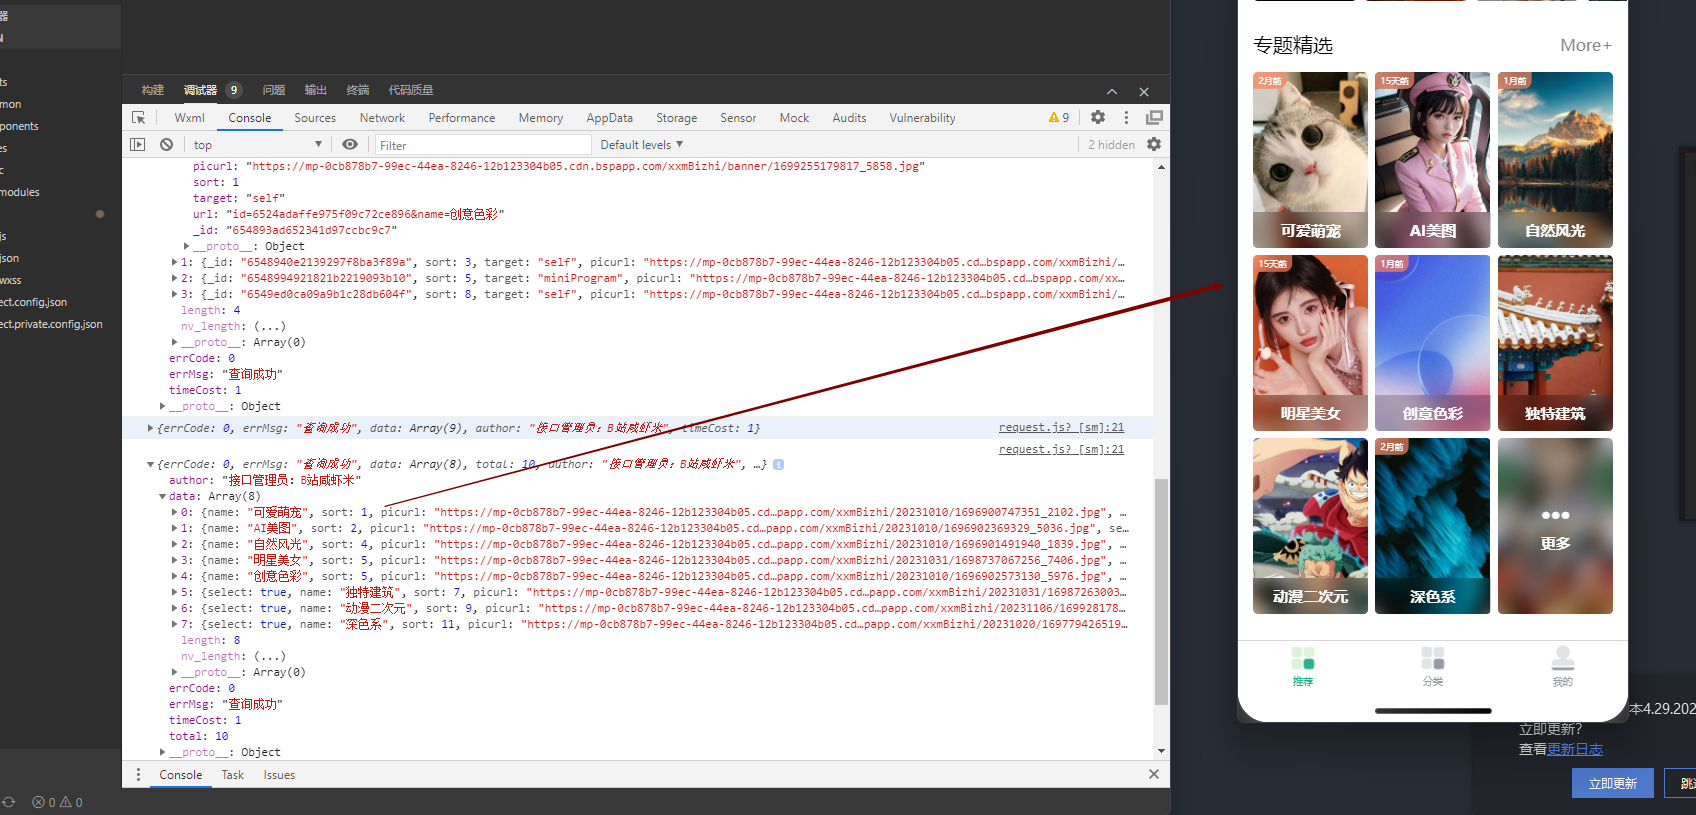 器
N
ts
mon
ponents
es
c
modules
js
json
wxss
ect.config.json
ect.private.config.json
0 0
构建 调试器 9 问题 输出 终端 代码质量
Wxml Console Sources Network Performance Memory AppData Storage Sensor Mock Audits Vulnerability 9
top Filter Default levels 2 hidden
picurl: "https://mp-0cb878b7-99ec-44ea-8246-12b123304b05.cdn.bspapp.com/xxmBizhi/banner/1699255179817_5858.jpg"
sort: 1
target: "self"
url: "id=6524adaffe975f09c72ce896&name=创意色彩"
_id: "654893ad652341d97ccbc9c7"
__proto__: Object
1: {_id: "6548940e2139297f8ba3f89a", sort: 3, target: "self", picurl: "https://mp-0cb878b7-99ec-44ea-8246-12b123304b05.cd…bspapp.com/xxmBizhi/…
2: {_id: "6548994921821b2219093b10", sort: 5, target: "miniProgram", picurl: "https://mp-0cb878b7-99ec-44ea-8246-12b123304b05.cd…bspapp.com/xx…
3: {_id: "6549ed0ca09a9b1c28db604f", sort: 8, target: "self", picurl: "https://mp-0cb878b7-99ec-44ea-8246-12b123304b05.cd…bspapp.com/xxmBizhi/…
length: 4
nv_length: (...)
__proto__: Array(0)
errCode: 0
errMsg: "查询成功"
timeCost: 1
__proto__: Object
{errCode: 0, errMsg: "查询成功", data: Array(9), author: "接口管理员：B站咸虾米", timeCost: 1} request.js? [sm]:21
request.js? [sm]:21
{errCode: 0, errMsg: "查询成功", data: Array(8), total: 10, author: "接口管理员：B站咸虾米", …}
author: "接口管理员：B站咸虾米"
data: Array(8)
0: {name: "可爱萌宠", sort: 1, picurl: "https://mp-0cb878b7-99ec-44ea-8246-12b123304b05.cd…papp.com/xxmBizhi/20231010/1696900747351_2102.jpg", …
1: {name: "AI美图", sort: 2, picurl: "https://mp-0cb878b7-99ec-44ea-8246-12b123304b05.cd…papp.com/xxmBizhi/20231010/1696902369329_5036.jpg", se…
2: {name: "自然风光", sort: 4, picurl: "https://mp-0cb878b7-99ec-44ea-8246-12b123304b05.cd…papp.com/xxmBizhi/20231010/1696901491940_1839.jpg", …
3: {name: "明星美女", sort: 5, picurl: "https://mp-0cb878b7-99ec-44ea-8246-12b123304b05.cd…papp.com/xxmBizhi/20231031/1698737067256_7406.jpg", …
4: {name: "创意色彩", sort: 5, picurl: "https://mp-0cb878b7-99ec-44ea-8246-12b123304b05.cd…papp.com/xxmBizhi/20231010/1696902573130_5976.jpg", …
5: {select: true, name: "独特建筑", sort: 7, picurl: "https://mp-0cb878b7-99ec-44ea-8246-12b123304b05.cd…papp.com/xxmBizhi/20231031/16987263003…
6: {select: true, name: "动漫二次元", sort: 9, picurl: "https://mp-0cb878b7-99ec-44ea-8246-12b123304b05.cd…papp.com/xxmBizhi/20231106/169928178…
7: {select: true, name: "深色系", sort: 11, picurl: "https://mp-0cb878b7-99ec-44ea-8246-12b123304b05.cd…papp.com/xxmBizhi/20231020/169779426519…
length: 8
nv_length: (...)
__proto__: Array(0)
errCode: 0
errMsg: "查询成功"
timeCost: 1
total: 10
__proto__: Object
Console Task Issues
专题精选 More+
2月前 15天前 1月前
可爱萌宠 AI美图 自然风光
15天前 1月前
明星美女 创意色彩 独特建筑
2月前
更多
动漫二次元 深色系
推荐 分类 我的
本4.29.202
立即更新?
查看更新日志
立即更新 跳